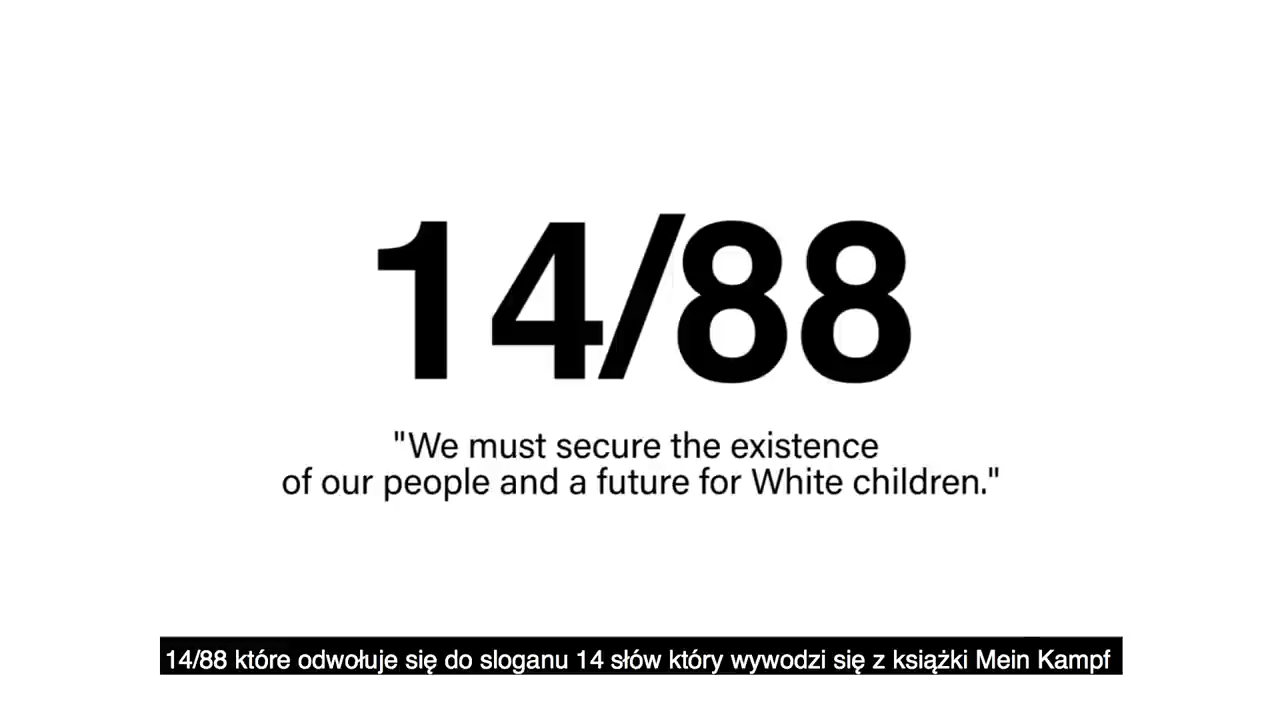 14/88
"We must secure the existence
of our people and a future for White children."
14/88 które odwołuje się do sloganu 14 słów który wywodzi się z książki Mein Kampf